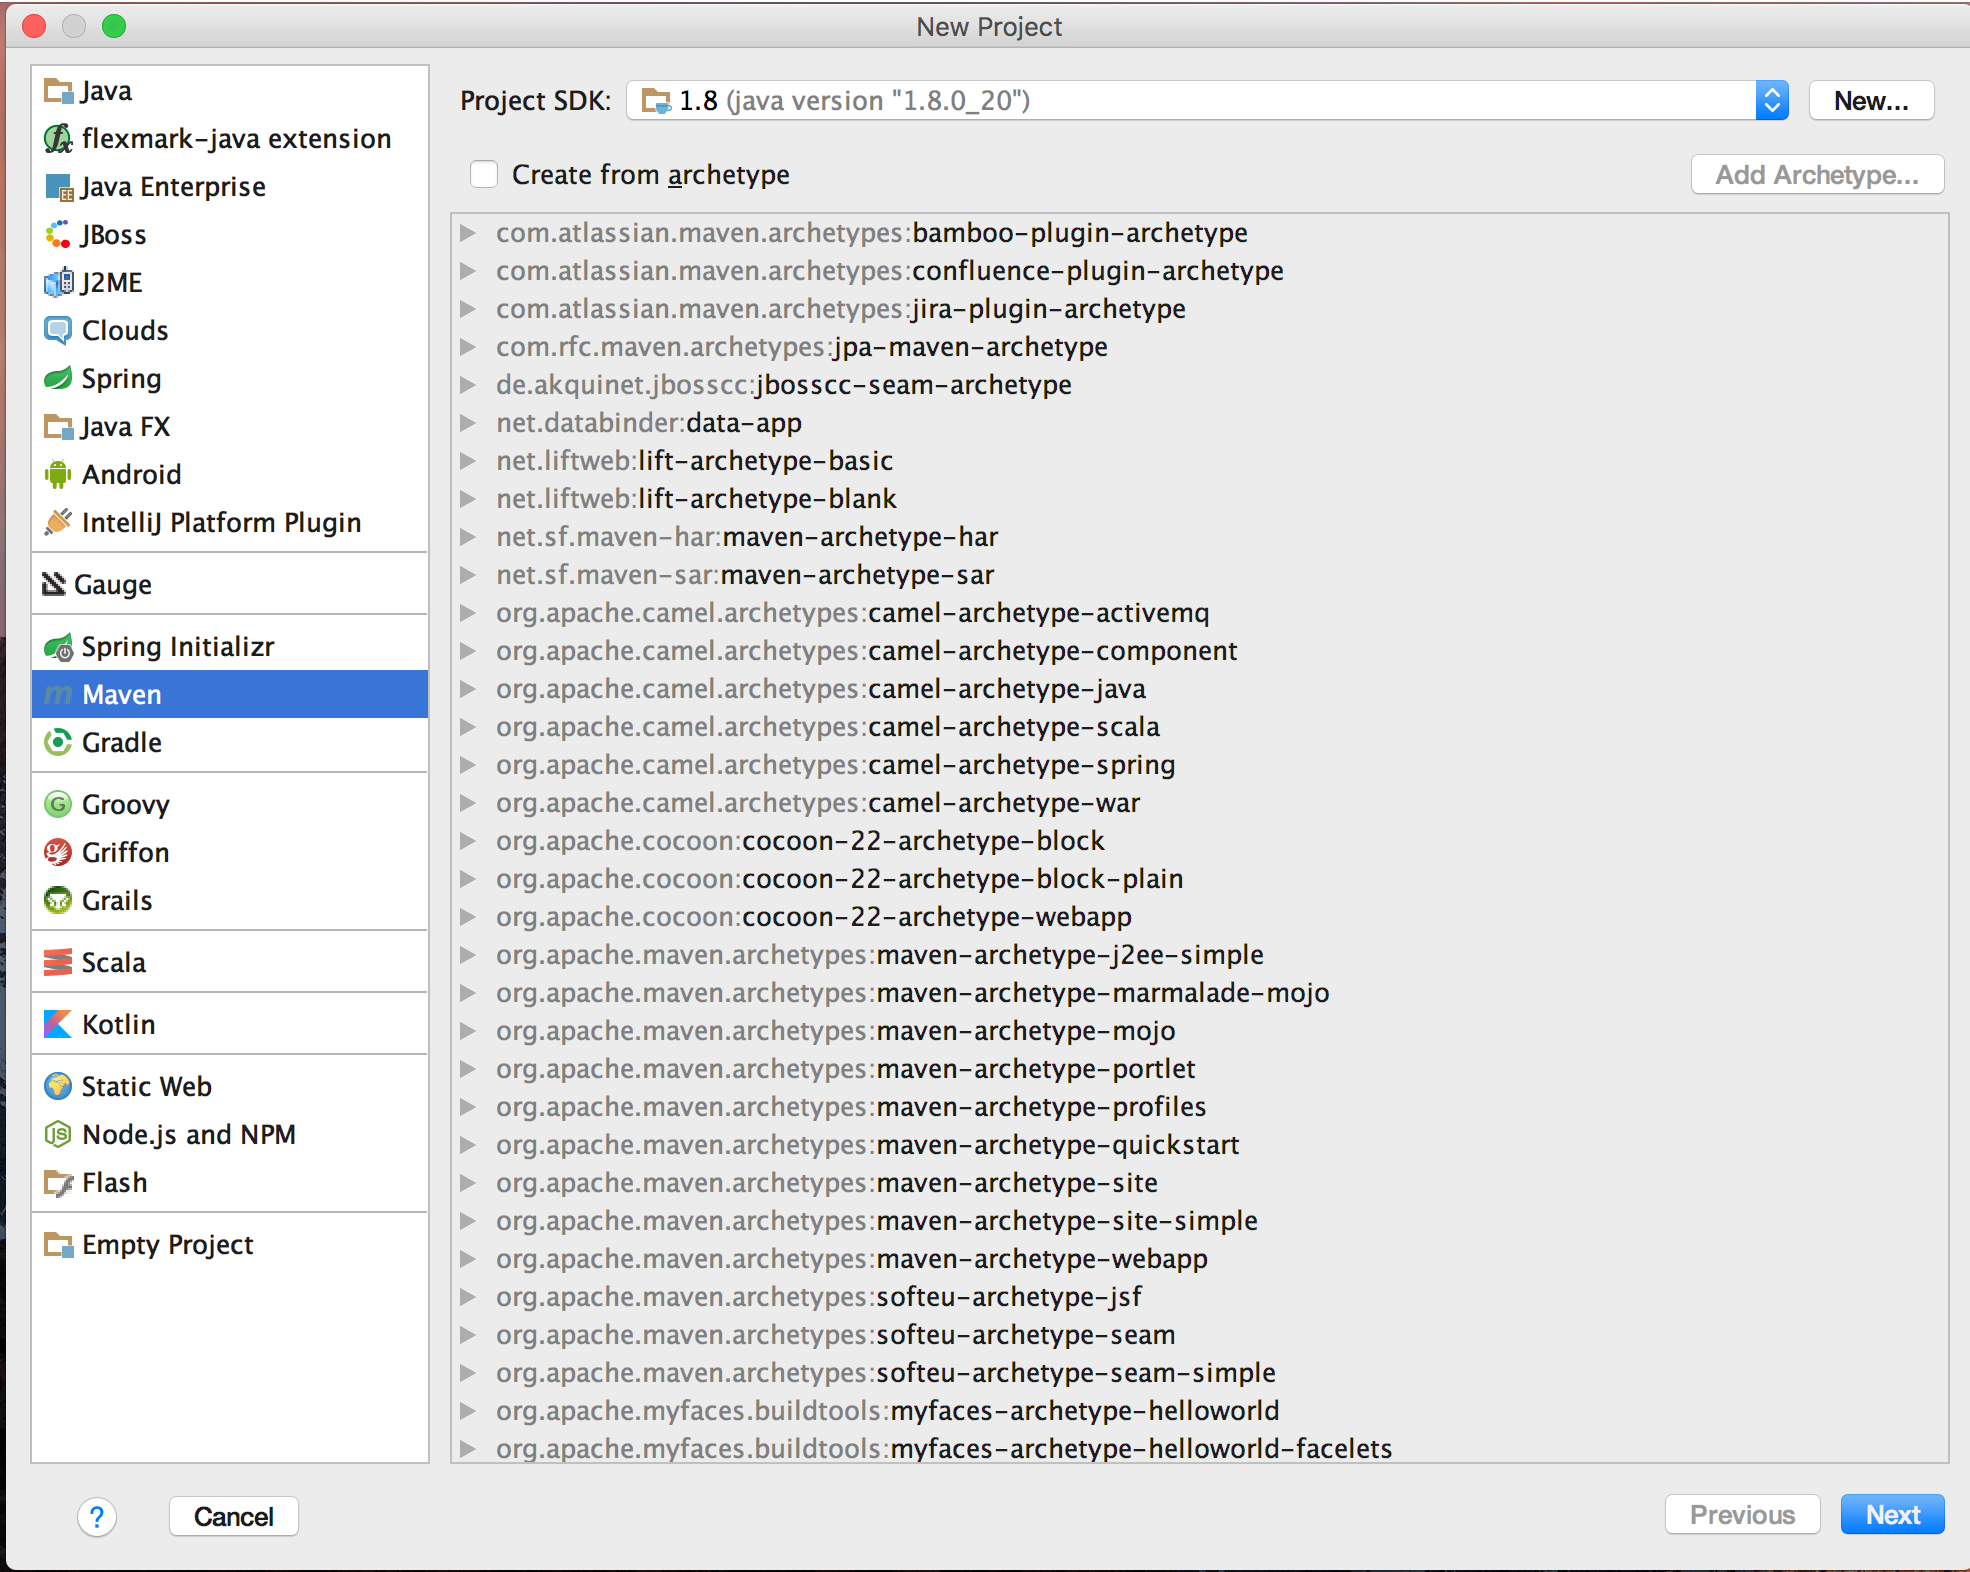 New Project
Java
flexmark-java extension
Java Enterprise
JBoss
J2ME
Clouds
Spring
Java FX
Android
IntelliJ Platform Plugin
Gauge
Spring Initializr
Maven
Gradle
Groovy
Griffon
Grails
Scala
Kotlin
Static Web
Node.js and NPM
Flash
Empty Project
Project SDK: 1.8 (java version "1.8.0_20") New...
Create from archetype Add Archetype...
com.atlassian.maven.archetypes:bamboo-plugin-archetype
com.atlassian.maven.archetypes:confluence-plugin-archetype
com.atlassian.maven.archetypes:jira-plugin-archetype
com.rfc.maven.archetypes:jpa-maven-archetype
de.akquinet.jbosscc:jbosscc-seam-archetype
net.databinder:data-app
net.liftweb:lift-archetype-basic
net.liftweb:lift-archetype-blank
net.sf.maven-har:maven-archetype-har
net.sf.maven-sar:maven-archetype-sar
org.apache.camel.archetypes:camel-archetype-activemq
org.apache.camel.archetypes:camel-archetype-component
org.apache.camel.archetypes:camel-archetype-java
org.apache.camel.archetypes:camel-archetype-scala
org.apache.camel.archetypes:camel-archetype-spring
org.apache.camel.archetypes:camel-archetype-war
org.apache.cocoon:cocoon-22-archetype-block
org.apache.cocoon:cocoon-22-archetype-block-plain
org.apache.cocoon:cocoon-22-archetype-webapp
org.apache.maven.archetypes:maven-archetype-j2ee-simple
org.apache.maven.archetypes:maven-archetype-marmalade-mojo
org.apache.maven.archetypes:maven-archetype-mojo
org.apache.maven.archetypes:maven-archetype-portlet
org.apache.maven.archetypes:maven-archetype-profiles
org.apache.maven.archetypes:maven-archetype-quickstart
org.apache.maven.archetypes:maven-archetype-site
org.apache.maven.archetypes:maven-archetype-site-simple
org.apache.maven.archetypes:maven-archetype-webapp
org.apache.maven.archetypes:softeu-archetype-jsf
org.apache.maven.archetypes:softeu-archetype-seam
org.apache.maven.archetypes:softeu-archetype-seam-simple
org.apache.myfaces.buildtools:myfaces-archetype-helloworld
org.apache.myfaces.buildtools:myfaces-archetype-helloworld-facelets
? Cancel Previous Next